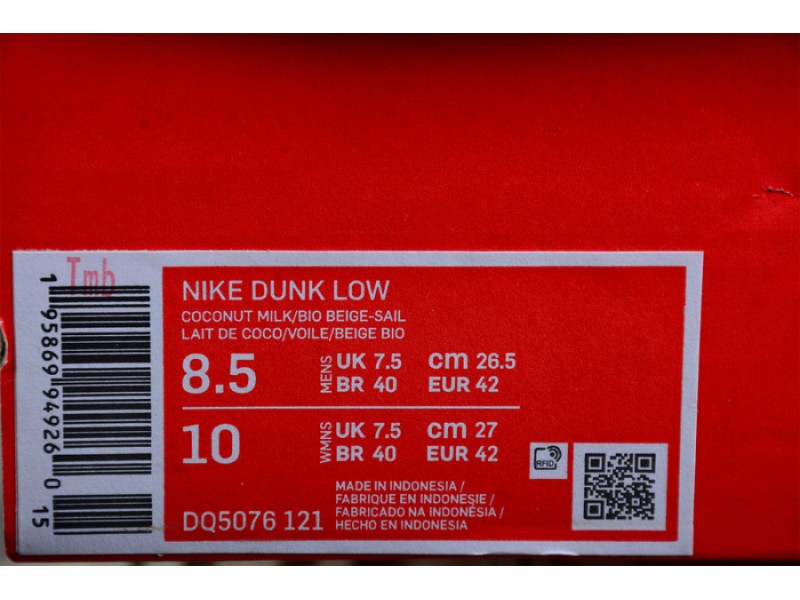 Tmb
1 95869 94926 0
15
NIKE DUNK LOW
COCONUT MILK/BIO BEIGE-SAIL
LAIT DE COCO/VOILE/BEIGE BIO
8.5 MENS UK 7.5 cm 26.5
BR 40 EUR 42
10 WMNS UK 7.5 cm 27
BR 40 EUR 42
RFID
MADE IN INDONESIA /
FABRIQUE EN INDONESIE /
FABRICADO NA INDONÉSIA /
HECHO EN INDONESIA
DQ5076 121